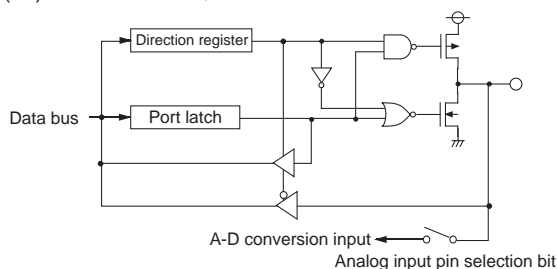 Direction register
Data bus
Port latch
A-D conversion input
Analog input pin selection bit